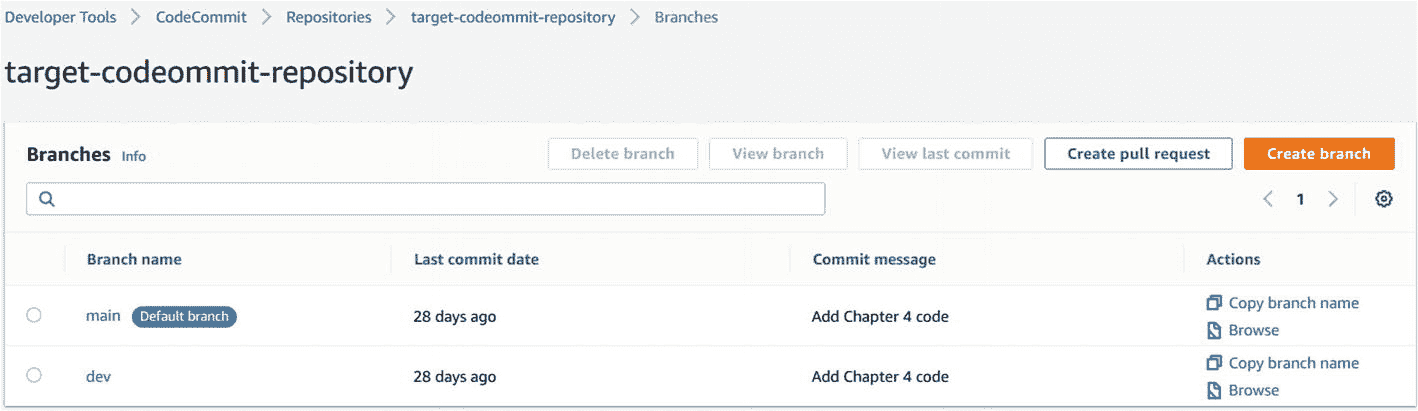 Developer Tools > CodeCommit > Repositories > target-codeommit-repository > Branches
target-codeommit-repository
Branches Info Delete branch View branch View last commit Create pull request Create branch
< 1 >
Branch name Last commit date Commit message Actions
main Default branch 28 days ago Add Chapter 4 code Copy branch name
Browse
dev 28 days ago Add Chapter 4 code Copy branch name
Browse